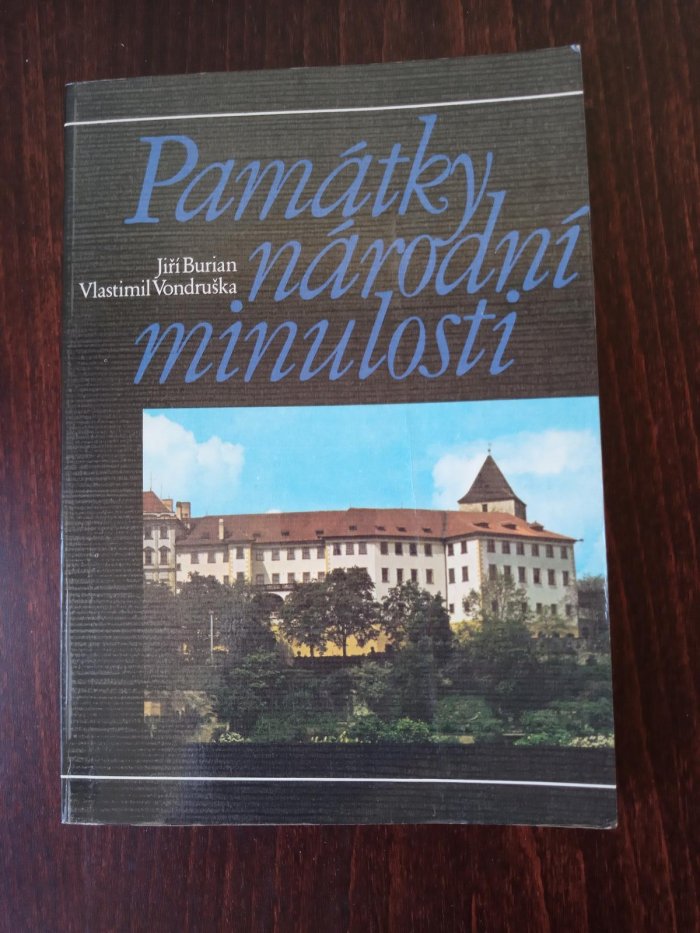 Památky
národní
minulosti
Jiří Burian
Vlastimil Vondruška